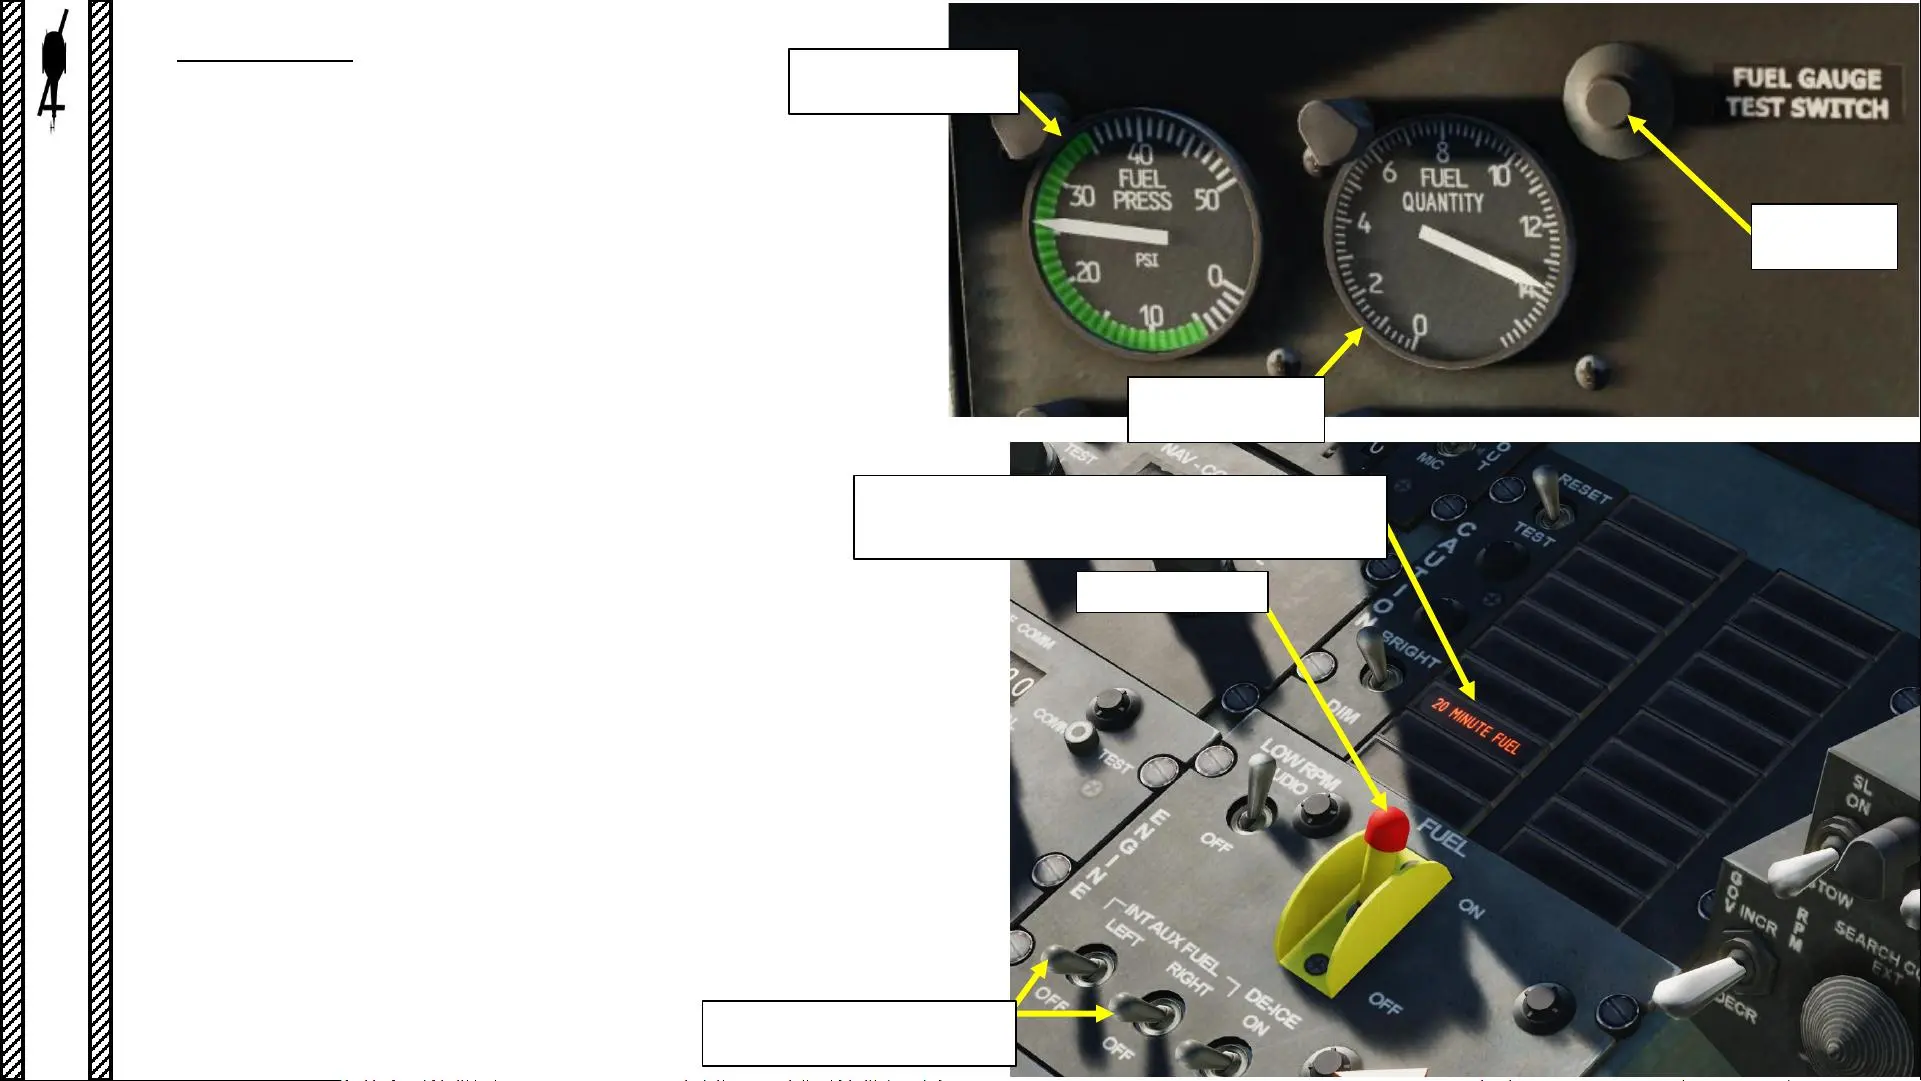 FUEL GAUGE
TEST SWITCH
40
FUEL
PRESS
30
50
PSI
20
0
10
8
6
FUEL
10
QUANTITY
4
12
2
14
0
TEST
NAV - CO
MIC
OUT
RESET
TEST
CAUTION
BRIGHT
DIM
20 MINUTE FUEL
COMM
TEST
LOW RPM
OFF
FUEL
ON
OFF
ENGINE
INT AUX FUEL
LEFT
RIGHT
OFF
OFF
DE-ICE
ON
SL
ON
STOW
GOV
INCR
RPM
DECR
EXT